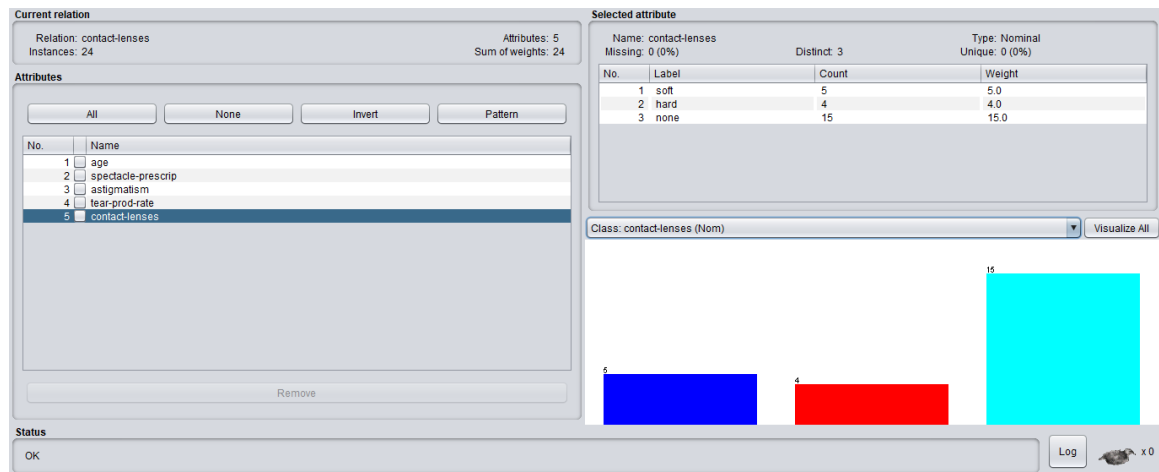 Current relation
Relation: contact-lenses Attributes: 5
Instances: 24 Sum of weights: 24
Attributes
All None Invert Pattern
No. Name
1 age
2 spectacle-prescrip
3 astigmatism
4 tear-prod-rate
5 contact-lenses
Remove
Selected attribute
Name: contact-lenses Type: Nominal
Missing: 0 (0%) Distinct: 3 Unique: 0 (0%)
No. Label Count Weight
1 soft 5 5.0
2 hard 4 4.0
3 none 15 15.0
Class: contact-lenses (Nom) Visualize All
15
5
4
Status
OK Log x 0